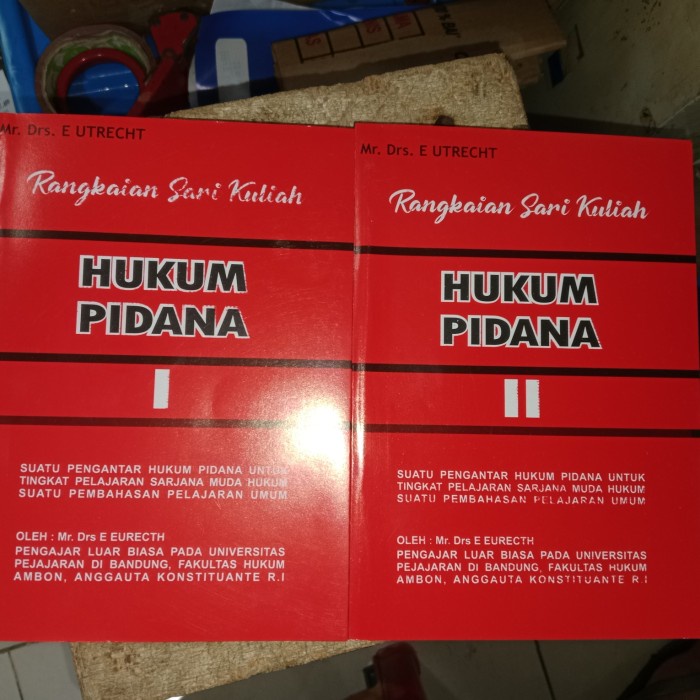 Mr. Drs. E UTRECHT
Rangkaian Sari Kuliah
HUKUM
PIDANA
I
SUATU PENGANTAR HUKUM PIDANA UNTUK
TINGKAT PELAJARAN SARJANA MUDA HUKUM
SUATU PEMBAHASAN PELAJARAN UMUM
OLEH : Mr. Drs E EURECTH
PENGAJAR LUAR BIASA PADA UNIVERSITAS
PEJAJARAN DI BANDUNG, FAKULTAS HUKUM
AMBON, ANGGAUTA KONSTITUANTE R.I
Mr. Drs. E UTRECHT
Rangkaian Sari Kuliah
HUKUM
PIDANA
II
SUATU PENGANTAR HUKUM PIDANA UNTUK
TINGKAT PELAJARAN SARJANA MUDA HUKUM
SUATU PEMBAHASAN PELAJARAN UMUM
OLEH : Mr. Drs E EURECTH
PENGAJAR LUAR BIASA PADA UNIVERSITAS
PEJAJARAN DI BANDUNG, FAKULTAS HUKUM
AMBON, ANGGAUTA KONSTITUANTE R.I